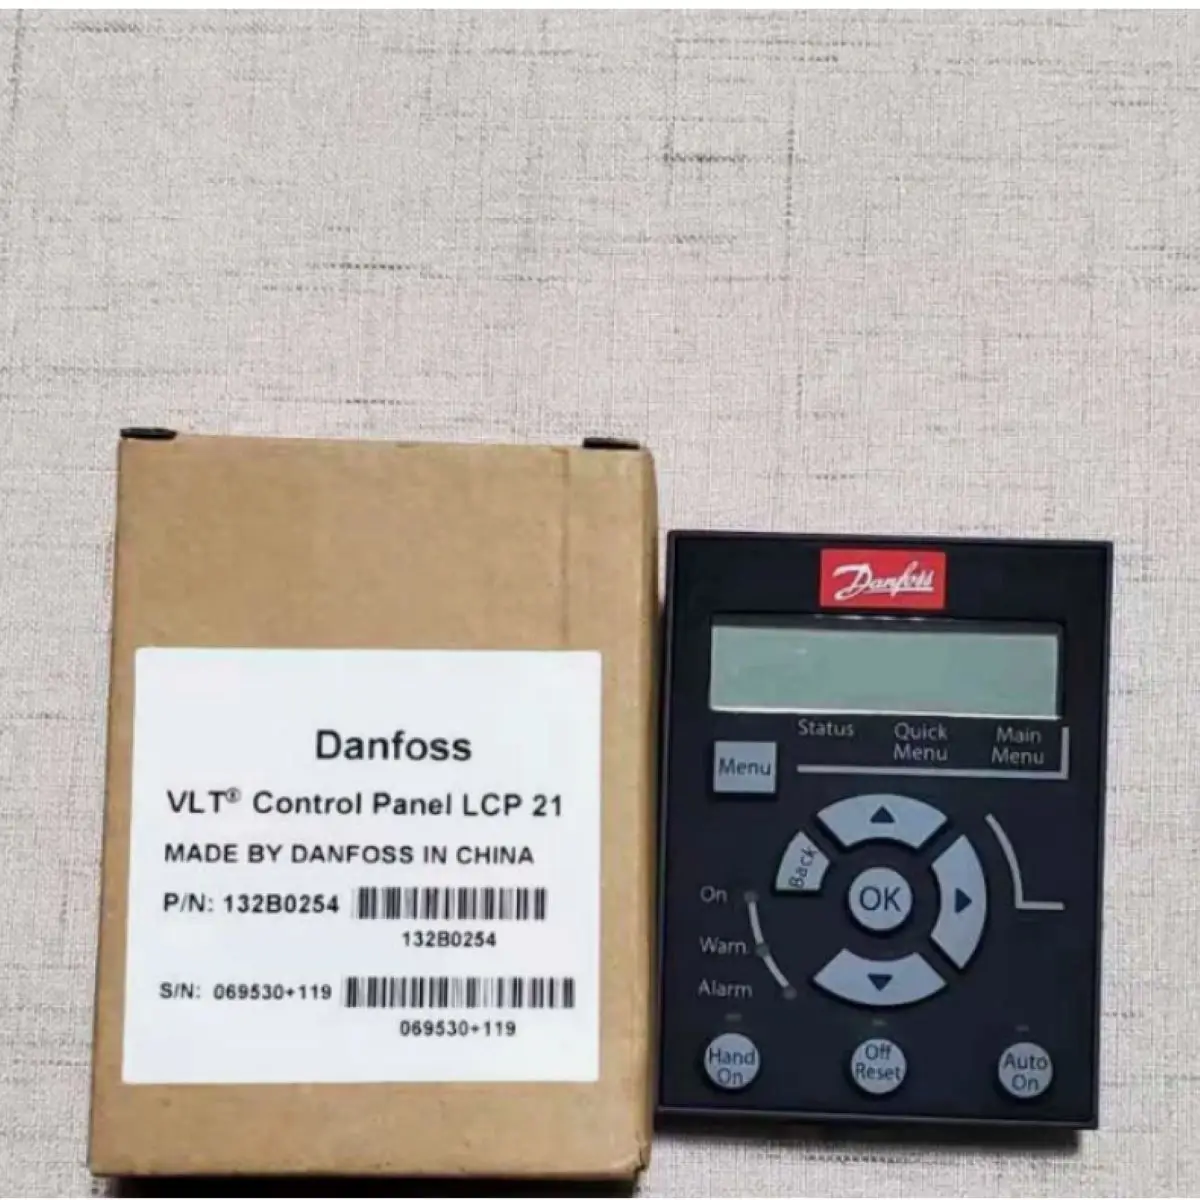 Danfoss
VLT® Control Panel LCP 21
MADE BY DANFOSS IN CHINA
P/N: 132B0254
132B0254
S/N: 069530+119
069530+119
Danfoss
Status
Quick
Menu
Main
Menu
Menu
Back
OK
On
Warn.
Alarm
Hand
On
Off
Reset
Auto
On